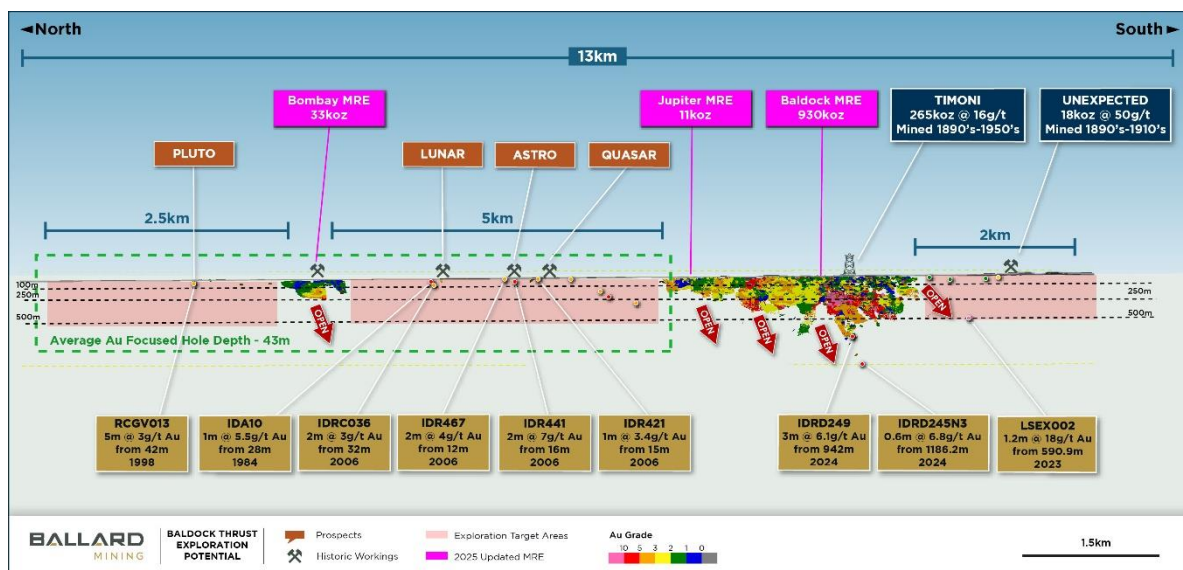 ◄North
South►
13km
Bombay MRE
33koz
Jupiter MRE
11koz
Baldock MRE
930koz
TIMONI
265koz @ 16g/t
Mined 1890's-1950's
UNEXPECTED
18koz @ 50g/t
Mined 1890's-1910's
PLUTO
LUNAR
ASTRO
QUASAR
2.5km
5km
2km
100m
250m
500m
250m
500m
OPEN
OPEN
OPEN
OPEN
OPEN
Average Au Focused Hole Depth - 43m
RCGV013
5m @ 3g/t Au
from 42m
1998
IDA10
1m @ 5.5g/t Au
from 28m
1984
IDRC036
2m @ 3g/t Au
from 32m
2006
IDR467
2m @ 4g/t Au
from 12m
2006
IDR441
2m @ 7g/t Au
from 16m
2006
IDR421
1m @ 3.4g/t Au
from 15m
2006
IDRD249
3m @ 6.1g/t Au
from 942m
2024
IDRD245N3
0.6m @ 6.8g/t Au
from 1186.2m
2024
LSEX002
1.2m @ 18g/t Au
from 590.9m
2023
BALLARD
MINING
BALDOCK THRUST
EXPLORATION
POTENTIAL
Prospects
Historic Workings
Exploration Target Areas
2025 Updated MRE
Au Grade
10 5 3 2 1 0
1.5km